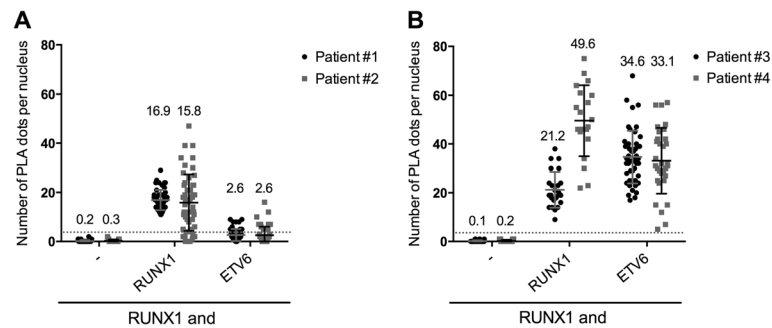 A
B
Number of PLA dots per nucleus
80
60
40
20
0
Patient #1
Patient #2
0.2 0.3
16.9 15.8
2.6 2.6
-
RUNX1
ETV6
RUNX1 and
Number of PLA dots per nucleus
80
60
40
20
0
Patient #3
Patient #4
0.1 0.2
21.2
49.6
34.6 33.1
-
RUNX1
ETV6
RUNX1 and